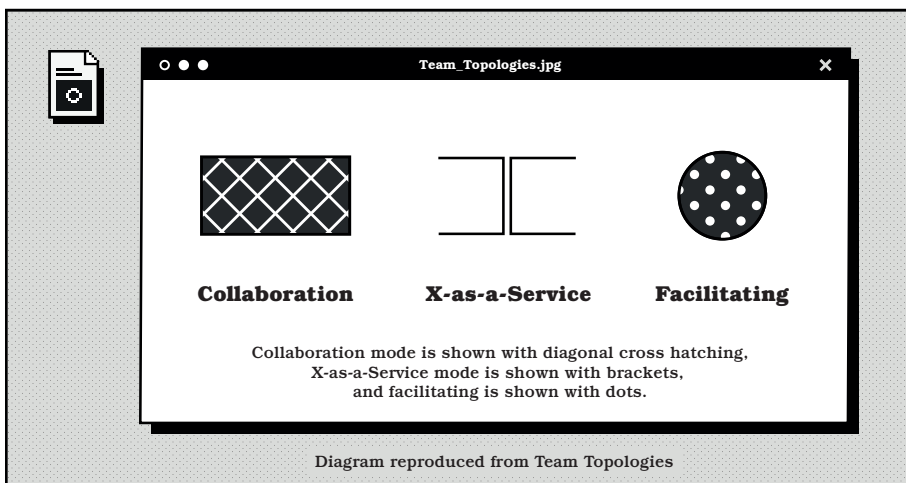 Team_Topologies.jpg
Collaboration
X-as-a-Service
Facilitating
Collaboration mode is shown with diagonal cross hatching,
X-as-a-Service mode is shown with brackets,
and facilitating is shown with dots.
Diagram reproduced from Team Topologies